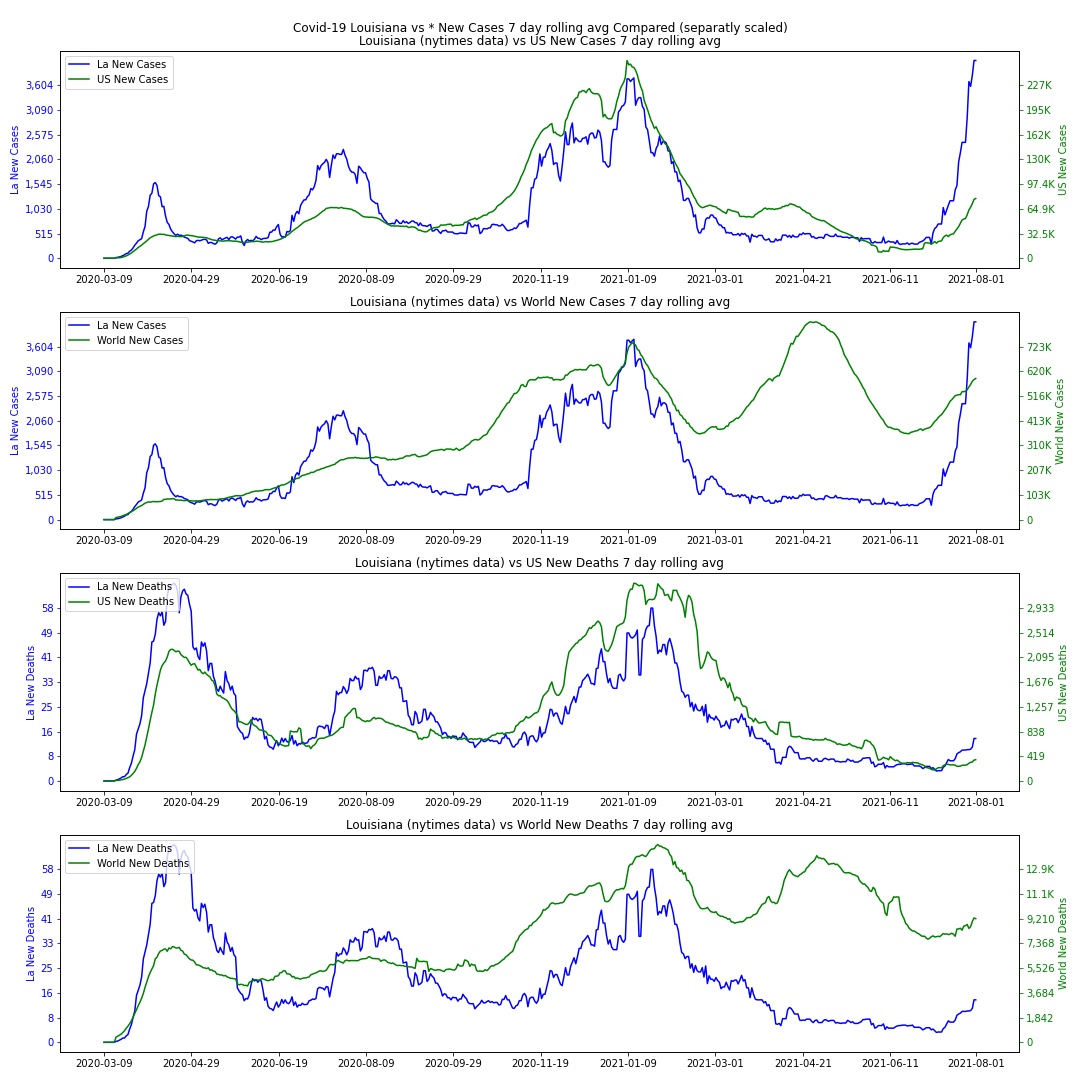 Covid-19 Louisiana vs * New Cases 7 day rolling avg Compared (separatly scaled)
Louisiana (nytimes data) vs US New Cases 7 day rolling avg
La New Cases
US New Cases
3,604
3,090
2,575
2,060
1,545
1,030
515
0
La New Cases
227K
195K
162K
130K
97.4K
64.9K
32.5K
0
US New Cases
2020-03-09 2020-04-29 2020-06-19 2020-08-09 2020-09-29 2020-11-19 2021-01-09 2021-03-01 2021-04-21 2021-06-11 2021-08-01
Louisiana (nytimes data) vs World New Cases 7 day rolling avg
La New Cases
World New Cases
3,604
3,090
2,575
2,060
1,545
1,030
515
0
La New Cases
723K
620K
516K
413K
310K
207K
103K
0
World New Cases
2020-03-09 2020-04-29 2020-06-19 2020-08-09 2020-09-29 2020-11-19 2021-01-09 2021-03-01 2021-04-21 2021-06-11 2021-08-01
Louisiana (nytimes data) vs US New Deaths 7 day rolling avg
La New Deaths
US New Deaths
58
49
41
33
25
16
8
0
La New Deaths
2,933
2,514
2,095
1,676
1,257
838
419
0
US New Deaths
2020-03-09 2020-04-29 2020-06-19 2020-08-09 2020-09-29 2020-11-19 2021-01-09 2021-03-01 2021-04-21 2021-06-11 2021-08-01
Louisiana (nytimes data) vs World New Deaths 7 day rolling avg
La New Deaths
World New Deaths
58
49
41
33
25
16
8
0
La New Deaths
12.9K
11.1K
9,210
7,368
5,526
3,684
1,842
0
World New Deaths
2020-03-09 2020-04-29 2020-06-19 2020-08-09 2020-09-29 2020-11-19 2021-01-09 2021-03-01 2021-04-21 2021-06-11 2021-08-01